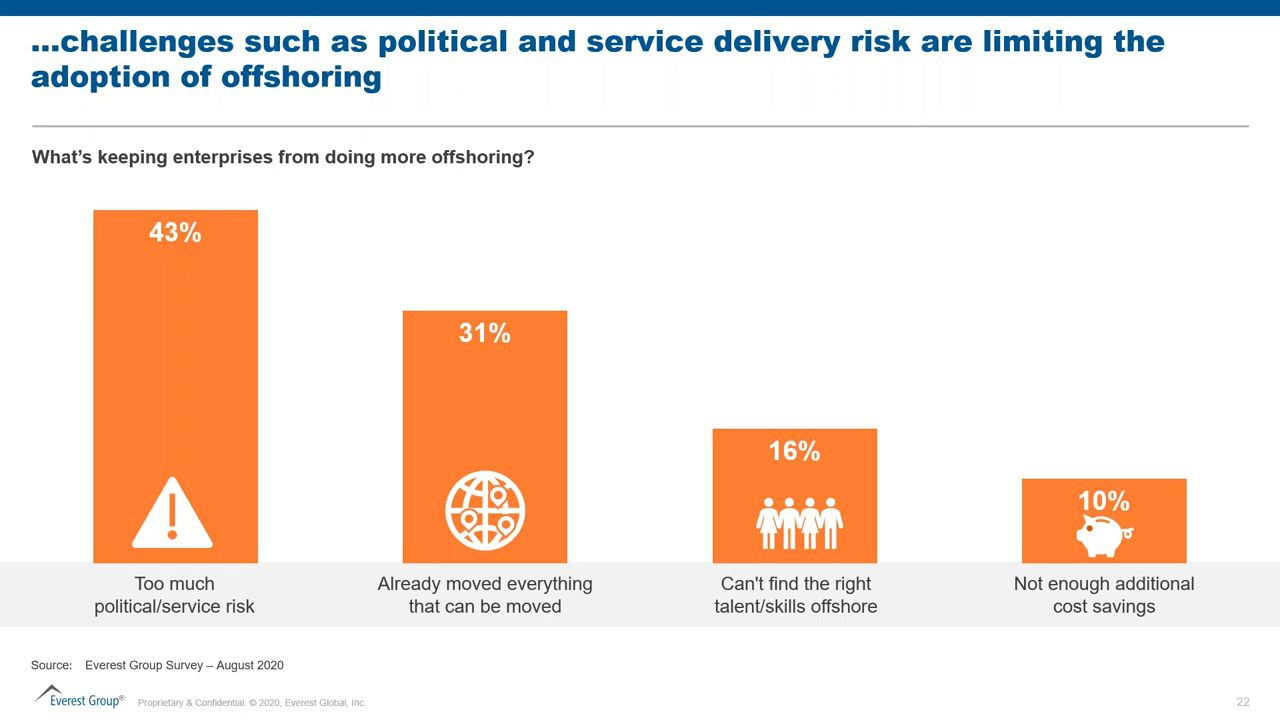 ...challenges such as political and service delivery risk are limiting the
adoption of offshoring
What’s keeping enterprises from doing more offshoring?
43%
31%
16%
10%
Too much
political/service risk
Already moved everything
that can be moved
Can't find the right
talent/skills offshore
Not enough additional
cost savings
Source: Everest Group Survey – August 2020
Everest Group® Proprietary & Confidential. © 2020, Everest Global, Inc.
22